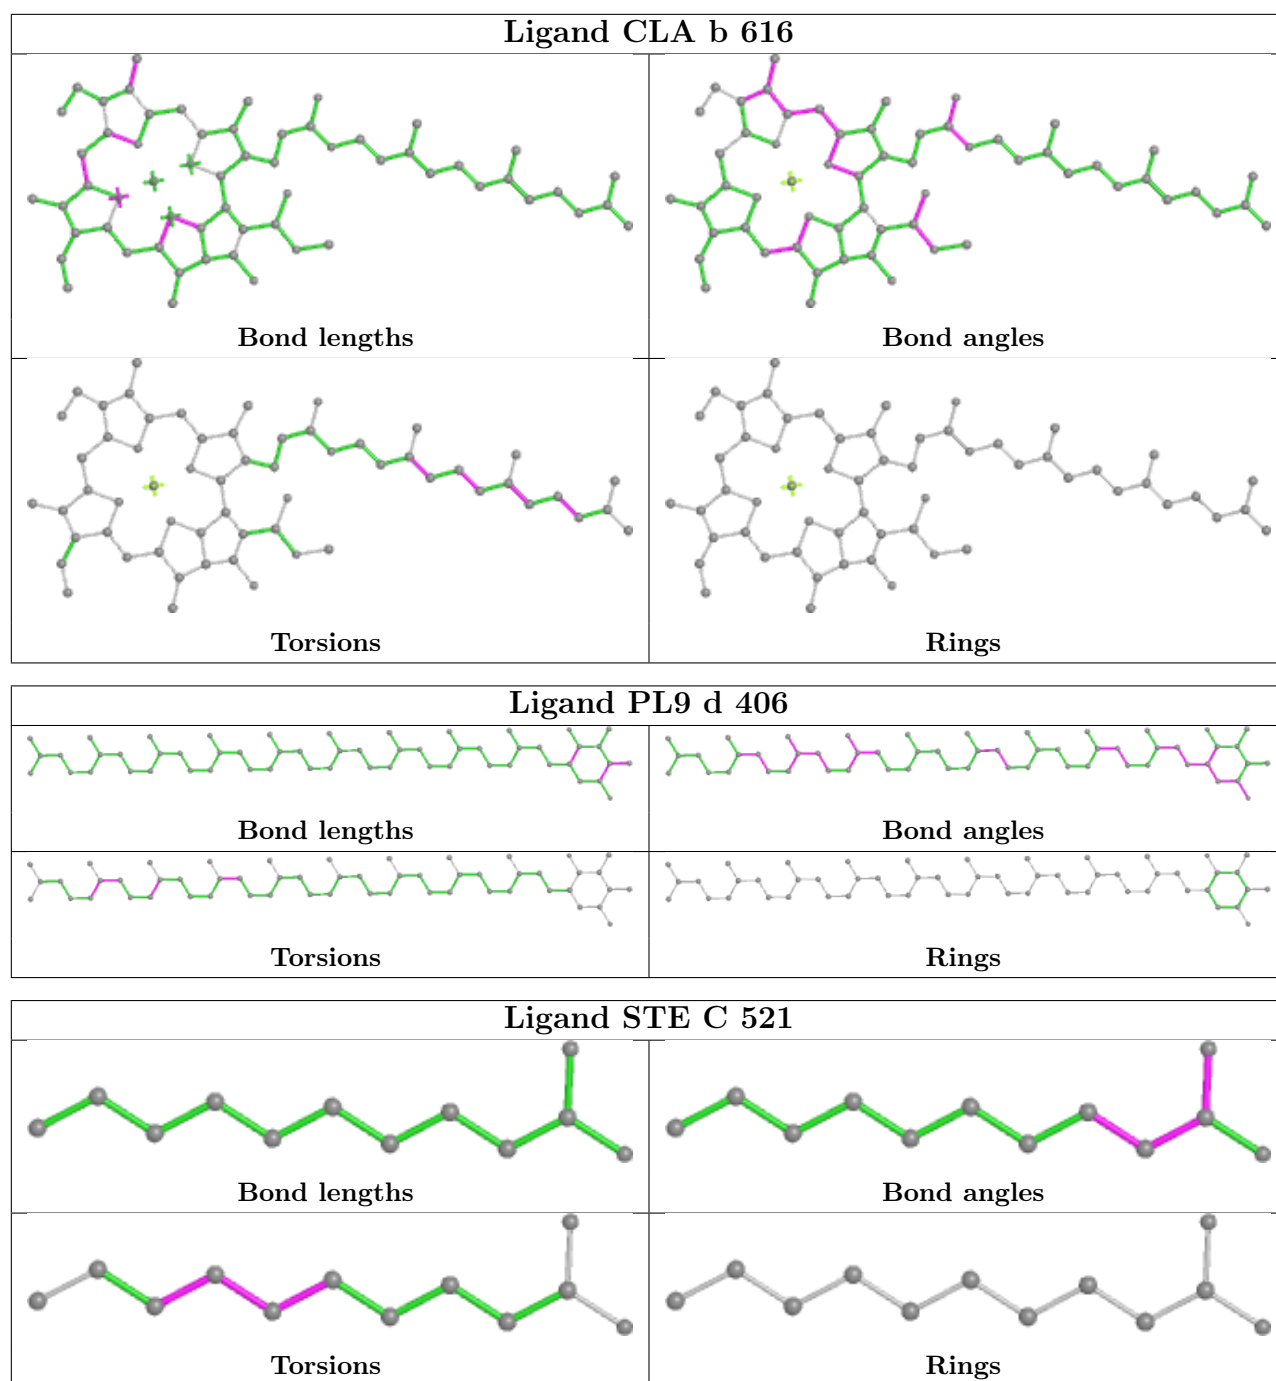 Ligand CLA b 616
Bond lengths
Bond angles
Torsions
Rings
Ligand PL9 d 406
Bond lengths
Bond angles
Torsions
Rings
Ligand STE C 521
Bond lengths
Bond angles
Torsions
Rings